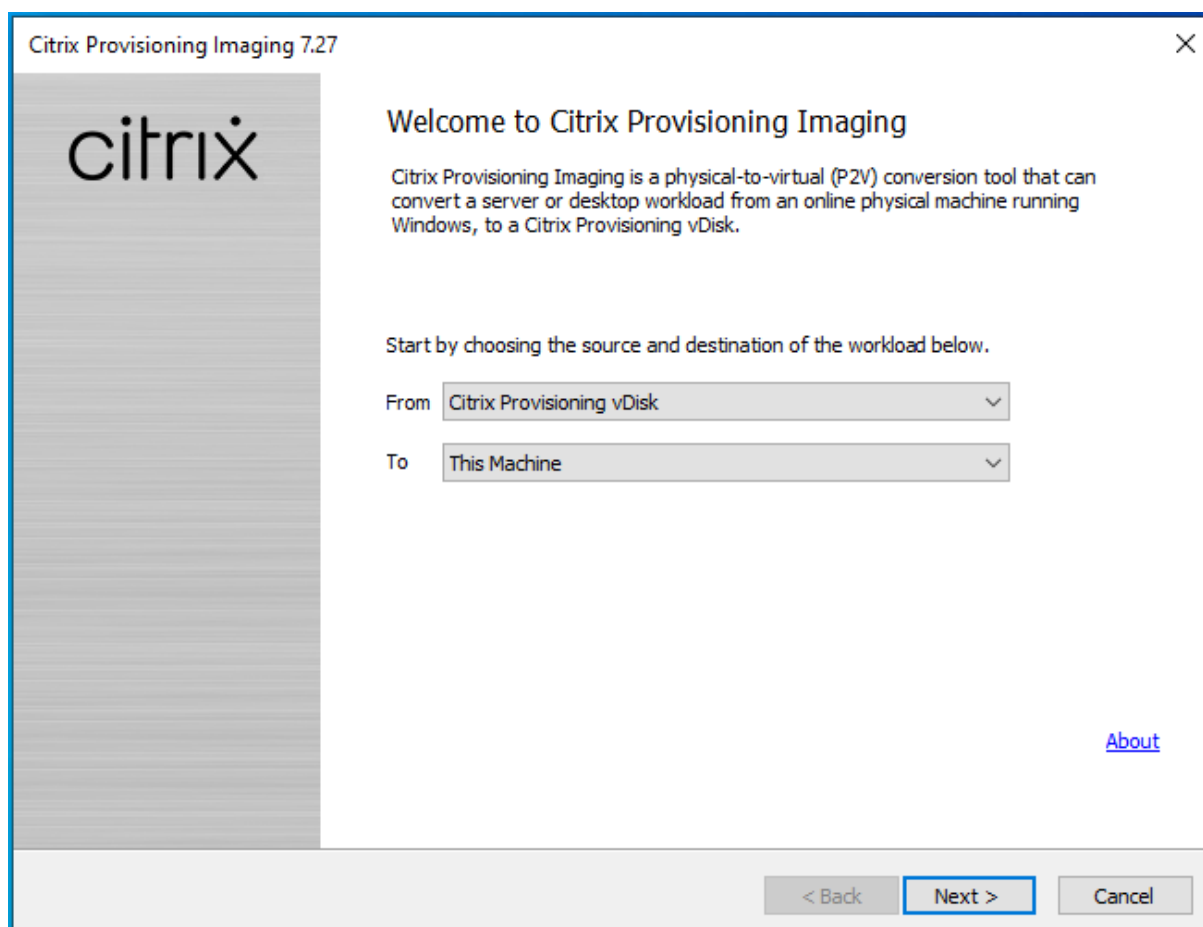 Citrix Provisioning Imaging 7.27
citrix
Welcome to Citrix Provisioning Imaging
Citrix Provisioning Imaging is a physical-to-virtual (P2V) conversion tool that can
convert a server or desktop workload from an online physical machine running
Windows, to a Citrix Provisioning vDisk.
Start by choosing the source and destination of the workload below.
From Citrix Provisioning vDisk
To This Machine
About
< Back Next > Cancel